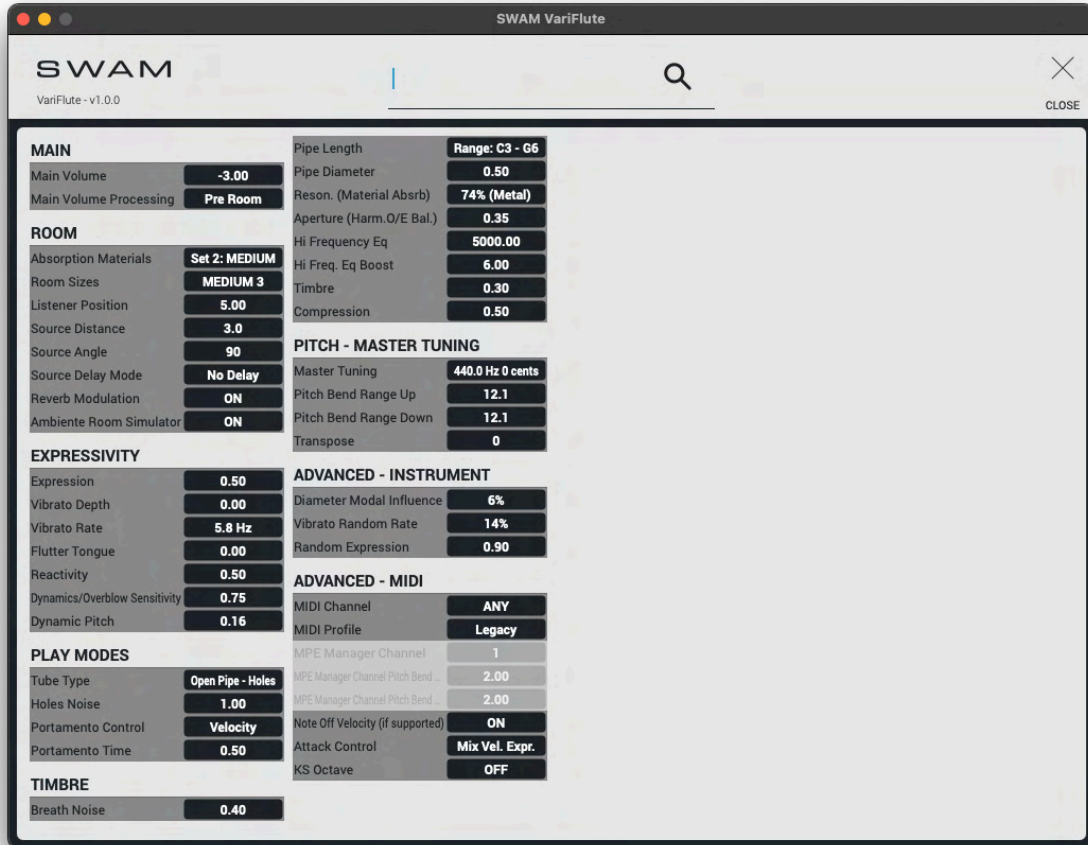 SWAM VariFlute
SWAM
VariFlute - v1.0.0
CLOSE
MAIN
Main Volume -3.00
Main Volume Processing Pre Room
ROOM
Absorption Materials Set 2: MEDIUM
Room Sizes MEDIUM 3
Listener Position 5.00
Source Distance 3.0
Source Angle 90
Source Delay Mode No Delay
Reverb Modulation ON
Ambiente Room Simulator ON
EXPRESSIVITY
Expression 0.50
Vibrato Depth 0.00
Vibrato Rate 5.8 Hz
Flutter Tongue 0.00
Reactivity 0.50
Dynamics/Overblow Sensitivity 0.75
Dynamic Pitch 0.16
PLAY MODES
Tube Type Open Pipe - Holes
Holes Noise 1.00
Portamento Control Velocity
Portamento Time 0.50
TIMBRE
Breath Noise 0.40
Pipe Length Range: C3 - G6
Pipe Diameter 0.50
Reson. (Material Absrb) 74% (Metal)
Aperture (Harm.O/E Bal.) 0.35
Hi Frequency Eq 5000.00
Hi Freq. Eq Boost 6.00
Timbre 0.30
Compression 0.50
PITCH - MASTER TUNING
Master Tuning 440.0 Hz 0 cents
Pitch Bend Range Up 12.1
Pitch Bend Range Down 12.1
Transpose 0
ADVANCED - INSTRUMENT
Diameter Modal Influence 6%
Vibrato Random Rate 14%
Random Expression 0.90
ADVANCED - MIDI
MIDI Channel ANY
MIDI Profile Legacy
MPE Manager Channel 1
MPE Manager Channel Pitch Bend .. 2.00
MPE Manager Channel Pitch Bend .. 2.00
Note Off Velocity (if supported) ON
Attack Control Mix Vel. Expr.
KS Octave OFF